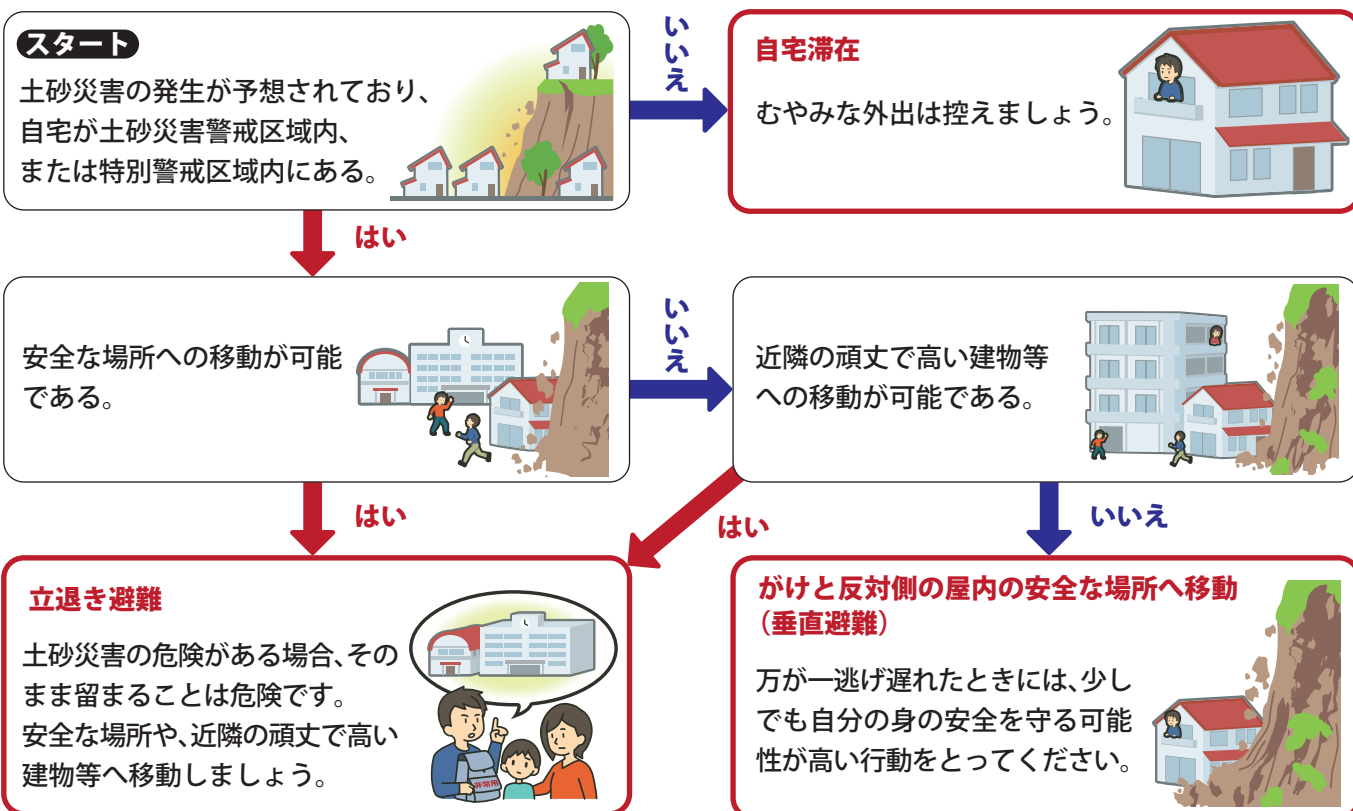 スタート
土砂災害の発生が予想されており、
自宅が土砂災害警戒区域内、
または特別警戒区域内にある。
いいえ
自宅滞在
むやみな外出は控えましょう。
はい
安全な場所への移動が可能
である。
いいえ
近隣の頑丈で高い建物等
への移動が可能である。
はい
はい
いいえ
立退き避難
土砂災害の危険がある場合、その
まま留まることは危険です。
安全な場所や、近隣の頑丈で高い
建物等へ移動しましょう。
非常用
がけと反対側の屋内の安全な場所へ移動
（垂直避難）
万が一逃げ遅れたときには、少し
でも自分の身の安全を守る可能
性が高い行動をとってください。